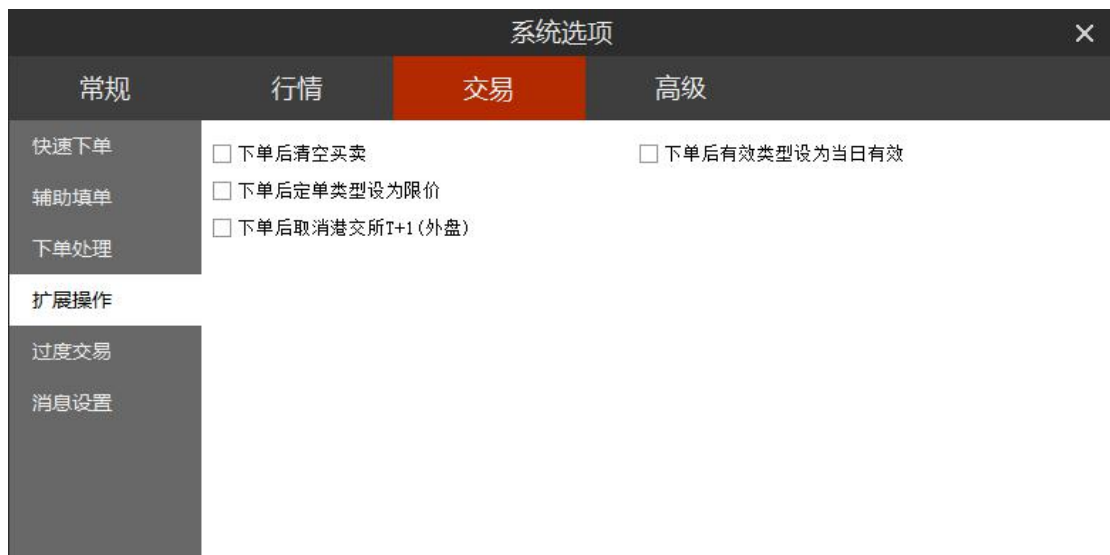 系统选项
常规 行情 交易 高级
快速下单
辅助填单
下单处理
扩展操作
过度交易
消息设置
下单后清空买卖 下单后有效类型设为当日有效
下单后定单类型设为限价
下单后取消港交所T+1(外盘)